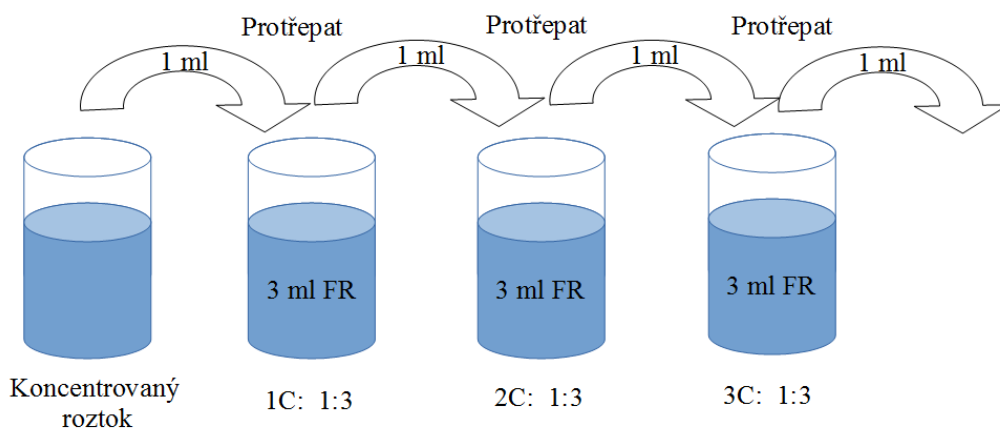 Protřepat
Protřepat
Protřepat
1 ml
1 ml
1 ml
1 ml
3 ml FR
3 ml FR
3 ml FR
Koncentrovaný
roztok
1C: 1:3
2C: 1:3
3C: 1:3